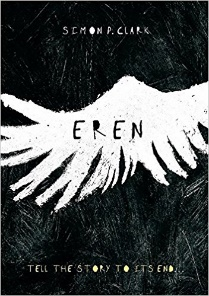 SIMON P. CLARK
EREN
TELL THE STORY TO ITS END.